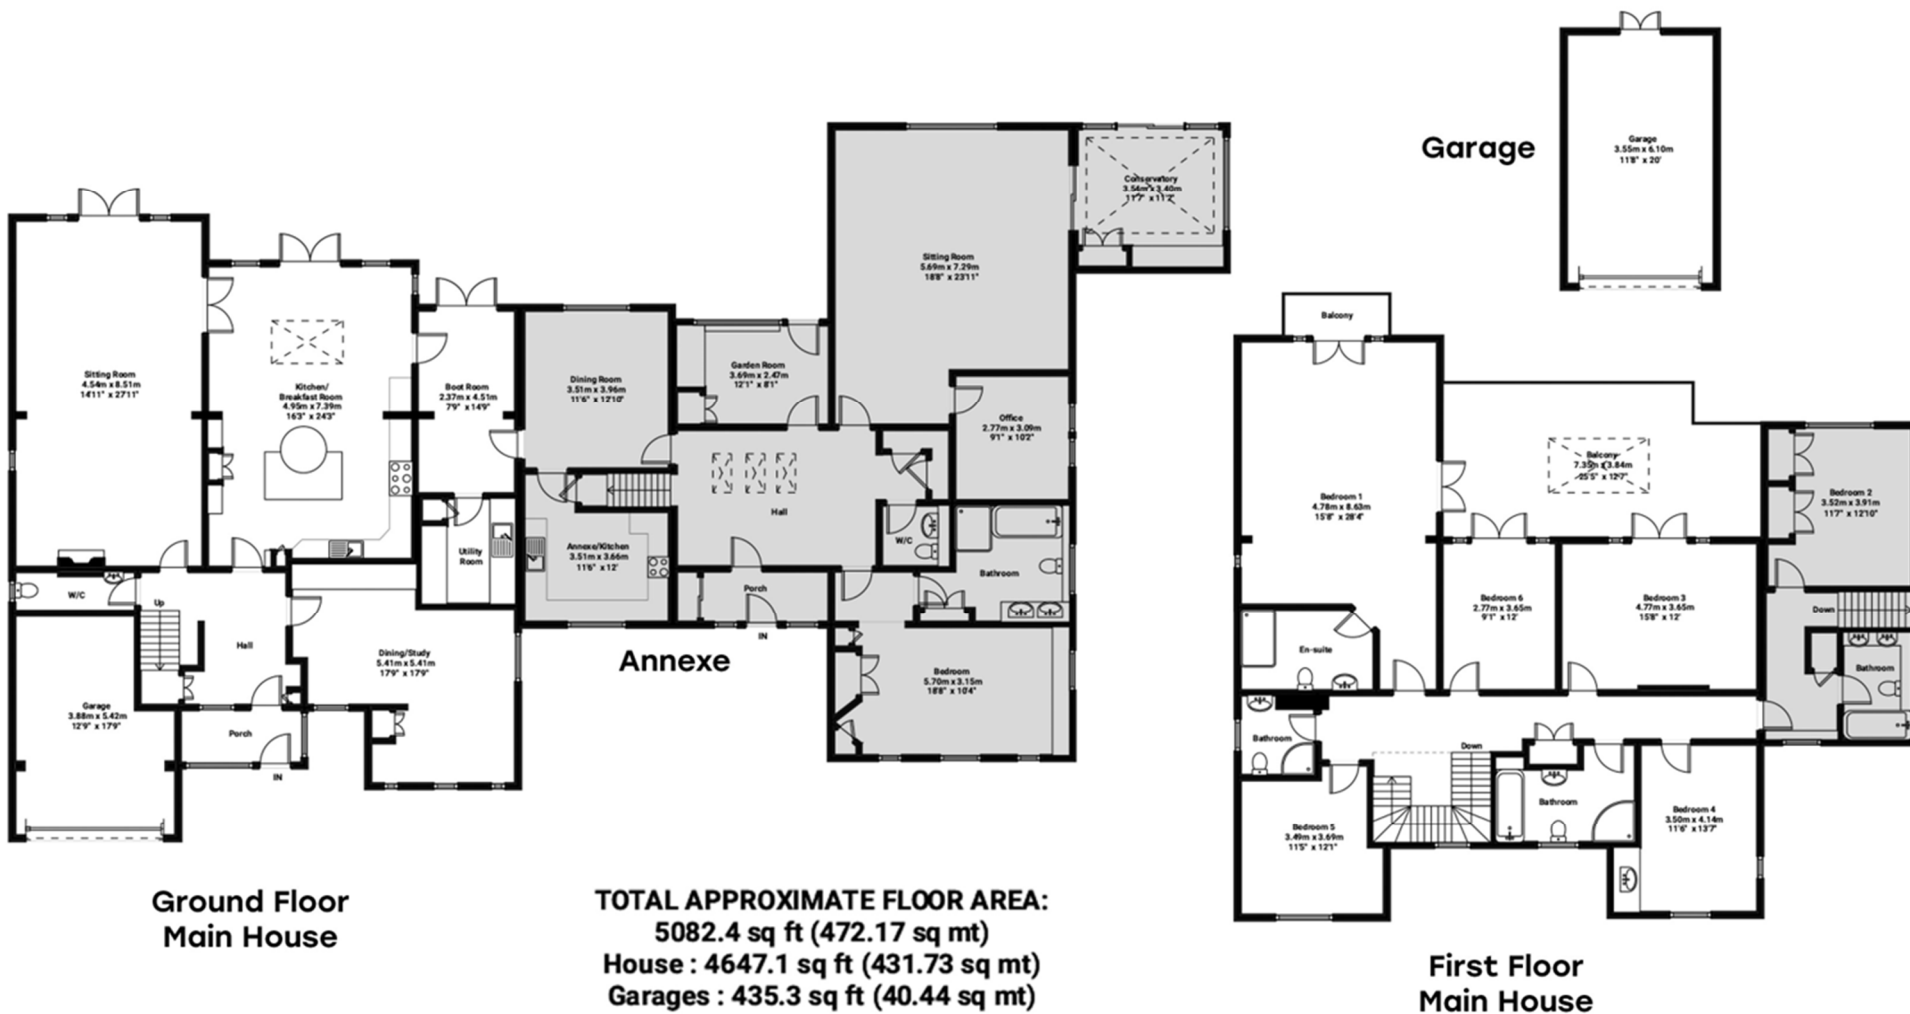 Garage
Garage
3.55m x 6.10m
11'8" x 20'
Conservatory
3.54m x 3.40m
11'7" x 11'2"
Sitting Room
5.69m x 7.29m
18'8" x 23'11"
Sitting Room
4.54m x 8.51m
14'11" x 27'11"
Kitchen/
Breakfast Room
4.95m x 7.39m
16'3" x 24'3"
Boot Room
2.37m x 4.51m
7'9" x 14'9"
Dining Room
3.51m x 3.96m
11'6" x 12'10"
Garden Room
3.69m x 2.47m
12'1" x 8'1"
Office
2.77m x 3.09m
9'1" x 10'2"
Hall
W/C
Bathroom
Annexe/Kitchen
3.51m x 3.66m
11'6" x 12'
Utility
Room
Porch
IN
W/C
Up
Hall
Dining/Study
5.41m x 5.41m
17'9" x 17'9"
Garage
3.88m x 5.42m
12'9" x 17'9"
Porch
IN
Annexe
Bedroom
5.70m x 3.15m
18'8" x 10'4"
Balcony
Balcony
7.35m x 3.84m
25'5" x 12'7"
Bedroom 1
4.78m x 8.63m
15'8" x 28'4"
Bedroom 2
3.52m x 3.91m
11'7" x 12'10"
Bedroom 6
2.77m x 3.65m
9'1" x 12'
Bedroom 3
4.77m x 3.65m
15'8" x 12'
Down
En-suite
Bathroom
Bathroom
Down
Bathroom
Bedroom 4
3.50m x 4.14m
11'6" x 13'7"
Bedroom 5
3.49m x 3.69m
11'5" x 12'1"
Ground Floor
Main House
TOTAL APPROXIMATE FLOOR AREA:
5082.4 sq ft (472.17 sq mt)
House : 4647.1 sq ft (431.73 sq mt)
Garages : 435.3 sq ft (40.44 sq mt)
First Floor
Main House